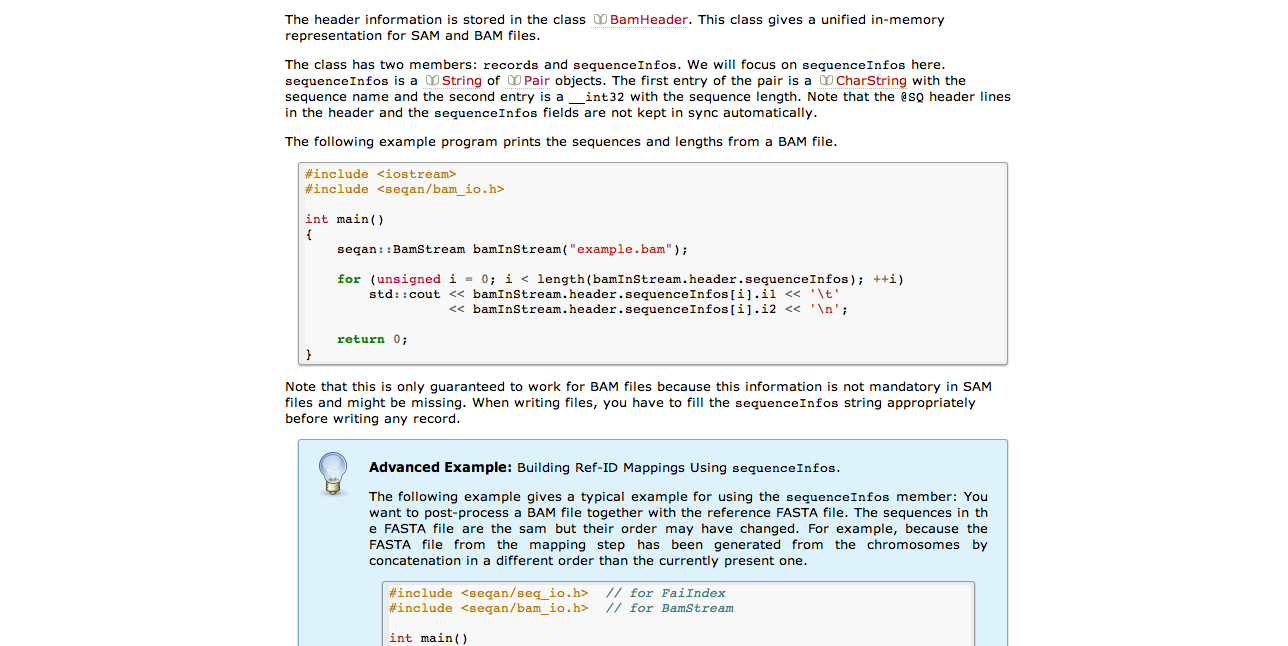 The header information is stored in the class BamHeader. This class gives a unified in-memory
representation for SAM and BAM files.
The class has two members: records and sequenceInfos. We will focus on sequenceInfos here.
sequenceInfos is a String of Pair objects. The first entry of the pair is a CharString with the
sequence name and the second entry is a __int32 with the sequence length. Note that the @SQ header lines
in the header and the sequenceInfos fields are not kept in sync automatically.
The following example program prints the sequences and lengths from a BAM file.
#include <iostream>
#include <seqan/bam_io.h>
int main()
{
    seqan::BamStream bamInStream("example.bam");
    for (unsigned i = 0; i < length(bamInStream.header.sequenceInfos); ++i)
        std::cout << bamInStream.header.sequenceInfos[i].i1 << '\t'
                  << bamInStream.header.sequenceInfos[i].i2 << '\n';
    return 0;
}
Note that this is only guaranteed to work for BAM files because this information is not mandatory in SAM
files and might be missing. When writing files, you have to fill the sequenceInfos string appropriately
before writing any record.
Advanced Example: Building Ref-ID Mappings Using sequenceInfos.
The following example gives a typical example for using the sequenceInfos member: You
want to post-process a BAM file together with the reference FASTA file. The sequences in th
e FASTA file are the sam but their order may have changed. For example, because the
FASTA file from the mapping step has been generated from the chromosomes by
concatenation in a different order than the currently present one.
#include <seqan/seq_io.h>  // for FaiIndex
#include <seqan/bam_io.h>  // for BamStream
int main()